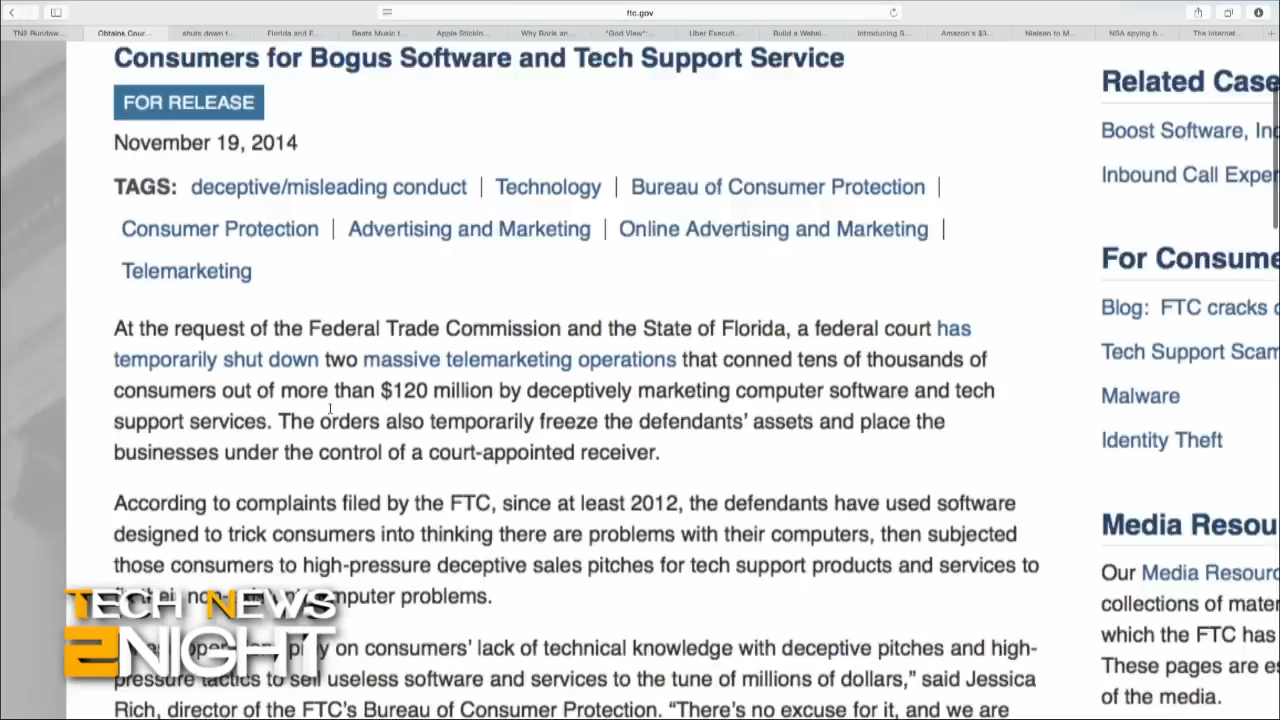 ftc.gov
TN2 Rundow...
Obtains Cour...
shuts down t...
Florida and F...
Beats Music t...
Apple Stickin...
Why Boris an...
"God View":...
Uber Executi...
Build a Websi...
Introducing S...
Amazon's $3...
Nielsen to M...
NSA spying b...
The Internet...
Consumers for Bogus Software and Tech Support Service
FOR RELEASE
November 19, 2014
TAGS: deceptive/misleading conduct | Technology | Bureau of Consumer Protection |
Consumer Protection | Advertising and Marketing | Online Advertising and Marketing |
Telemarketing
At the request of the Federal Trade Commission and the State of Florida, a federal court has
temporarily shut down two massive telemarketing operations that conned tens of thousands of
consumers out of more than $120 million by deceptively marketing computer software and tech
support services. The orders also temporarily freeze the defendants' assets and place the
businesses under the control of a court-appointed receiver.
According to complaints filed by the FTC, since at least 2012, the defendants have used software
designed to trick consumers into thinking there are problems with their computers, then subjected
those consumers to high-pressure deceptive sales pitches for tech support products and services to
their computer problems.
on consumers' lack of technical knowledge with deceptive pitches and high-
pressure tactics to sell useless software and services to the tune of millions of dollars," said Jessica
Rich, director of the FTC's Bureau of Consumer Protection. "There's no excuse for it, and we are
Related Case
Boost Software, Inc
Inbound Call Exper
For Consume
Blog: FTC cracks
Tech Support Scam
Malware
Identity Theft
Media Resou
Our Media Resourc
collections of mater
which the FTC has
These pages are es
of the media.
TECH NEWS
2NIGHT